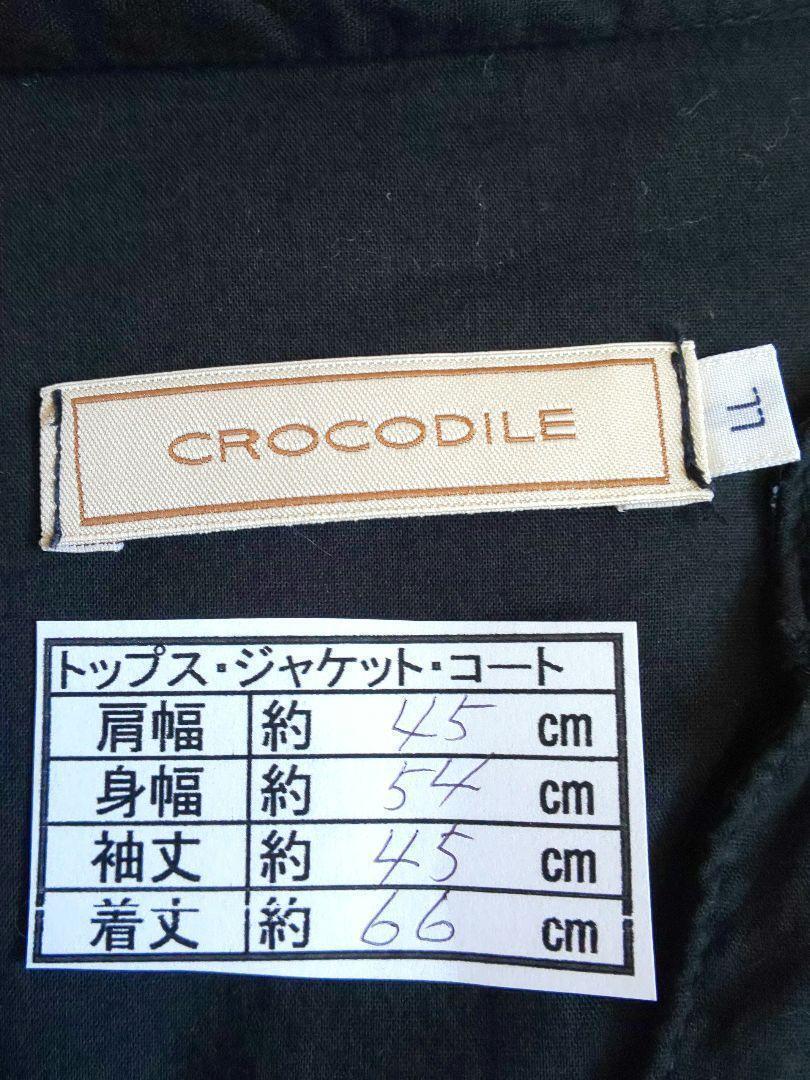 CROCODILE
LL
トップス・ジャケット・コート
肩幅 約 45 cm
身幅 約 54 cm
袖丈 約 45 cm
着丈 約 66 cm